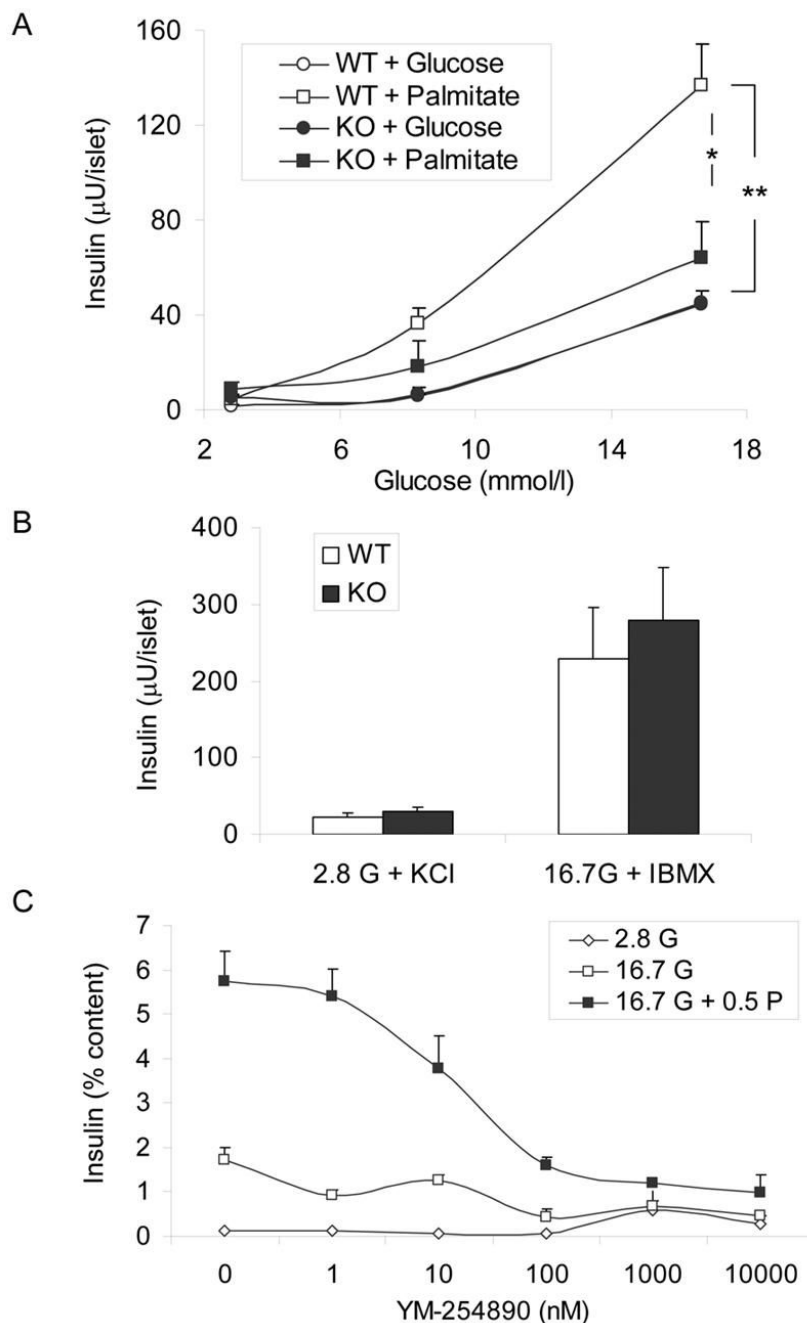 A
Insulin (µU/islet)
160
120
80
40
0
WT + Glucose
WT + Palmitate
KO + Glucose
KO + Palmitate
*
**
2
6
10
14
18
Glucose (mmol/l)
B
Insulin (µU/islet)
400
300
200
100
0
WT
KO
2.8 G + KCl
16.7G + IBMX
C
Insulin (% content)
7
6
5
4
3
2
1
0
2.8 G
16.7 G
16.7 G + 0.5 P
0
1
10
100
1000
10000
YM-254890 (nM)